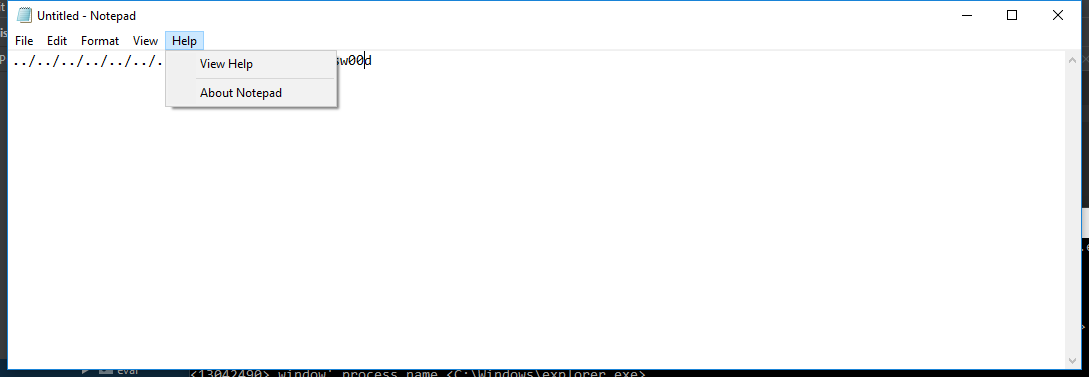 Untitled - Notepad
File Edit Format View Help
../../../../../../. sw00d
View Help
About Notepad
eval
<13042490> window' process name <C:\Windows\explorer.exe>